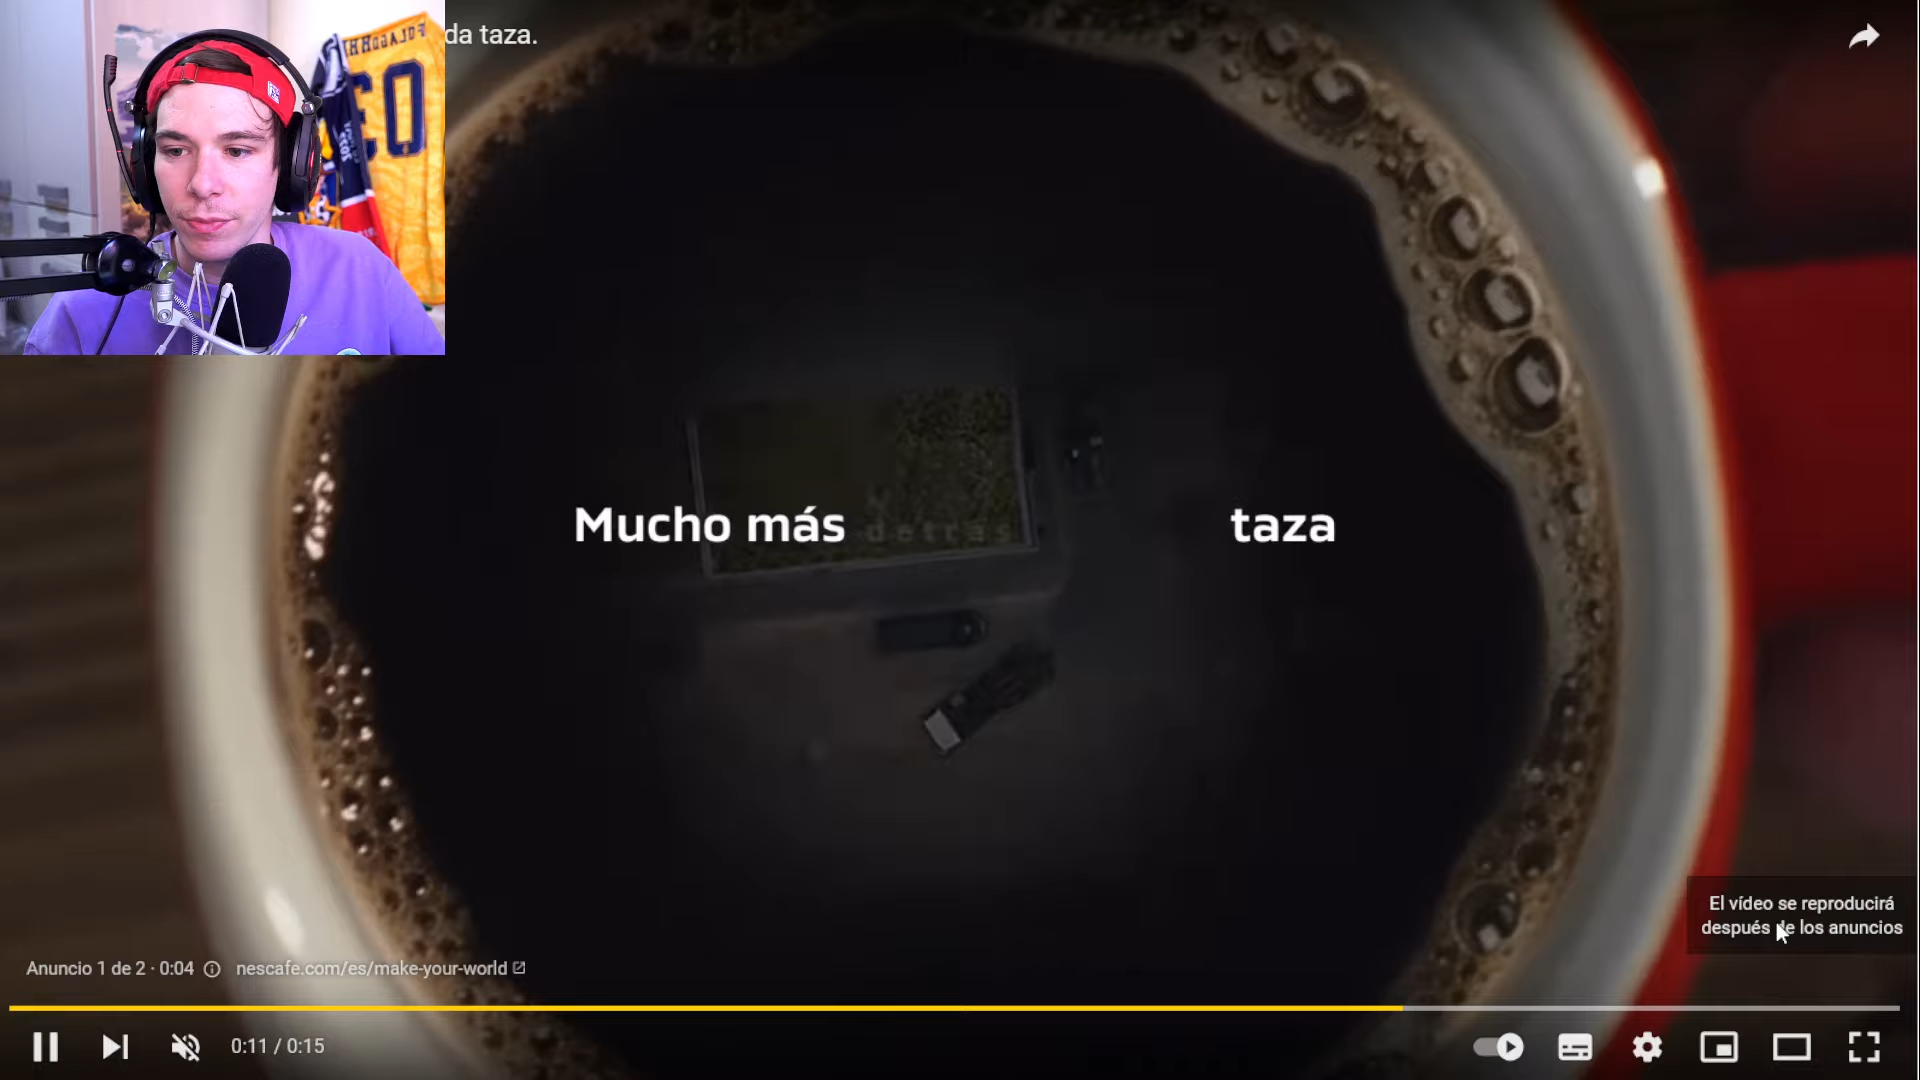 da taza.
03
Mucho más detrás taza
El vídeo se reproducirá
después de los anuncios
Anuncio 1 de 2 · 0:04 nescafe.com/es/make-your-world
0:11 / 0:15